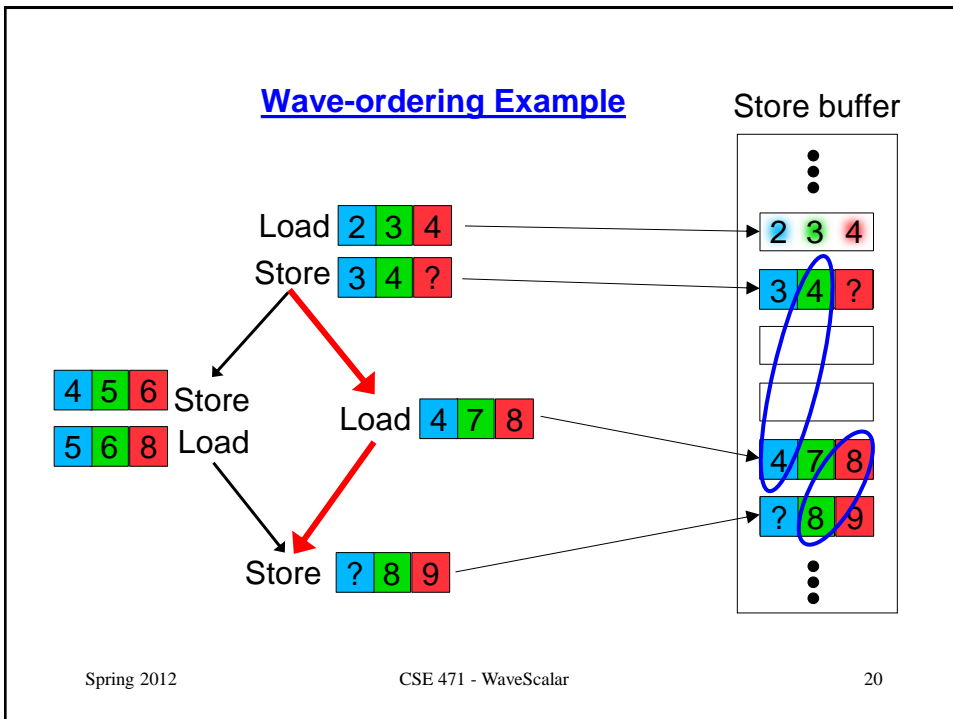 Wave-ordering Example
Store buffer
Load 2 3 4
2 3 4
Store 3 4 ?
3 4 ?
4 5 6 Store
Load 4 7 8
5 6 8 Load
4 7 8
? 8 9
Store ? 8 9
Spring 2012
CSE 471 - WaveScalar
20